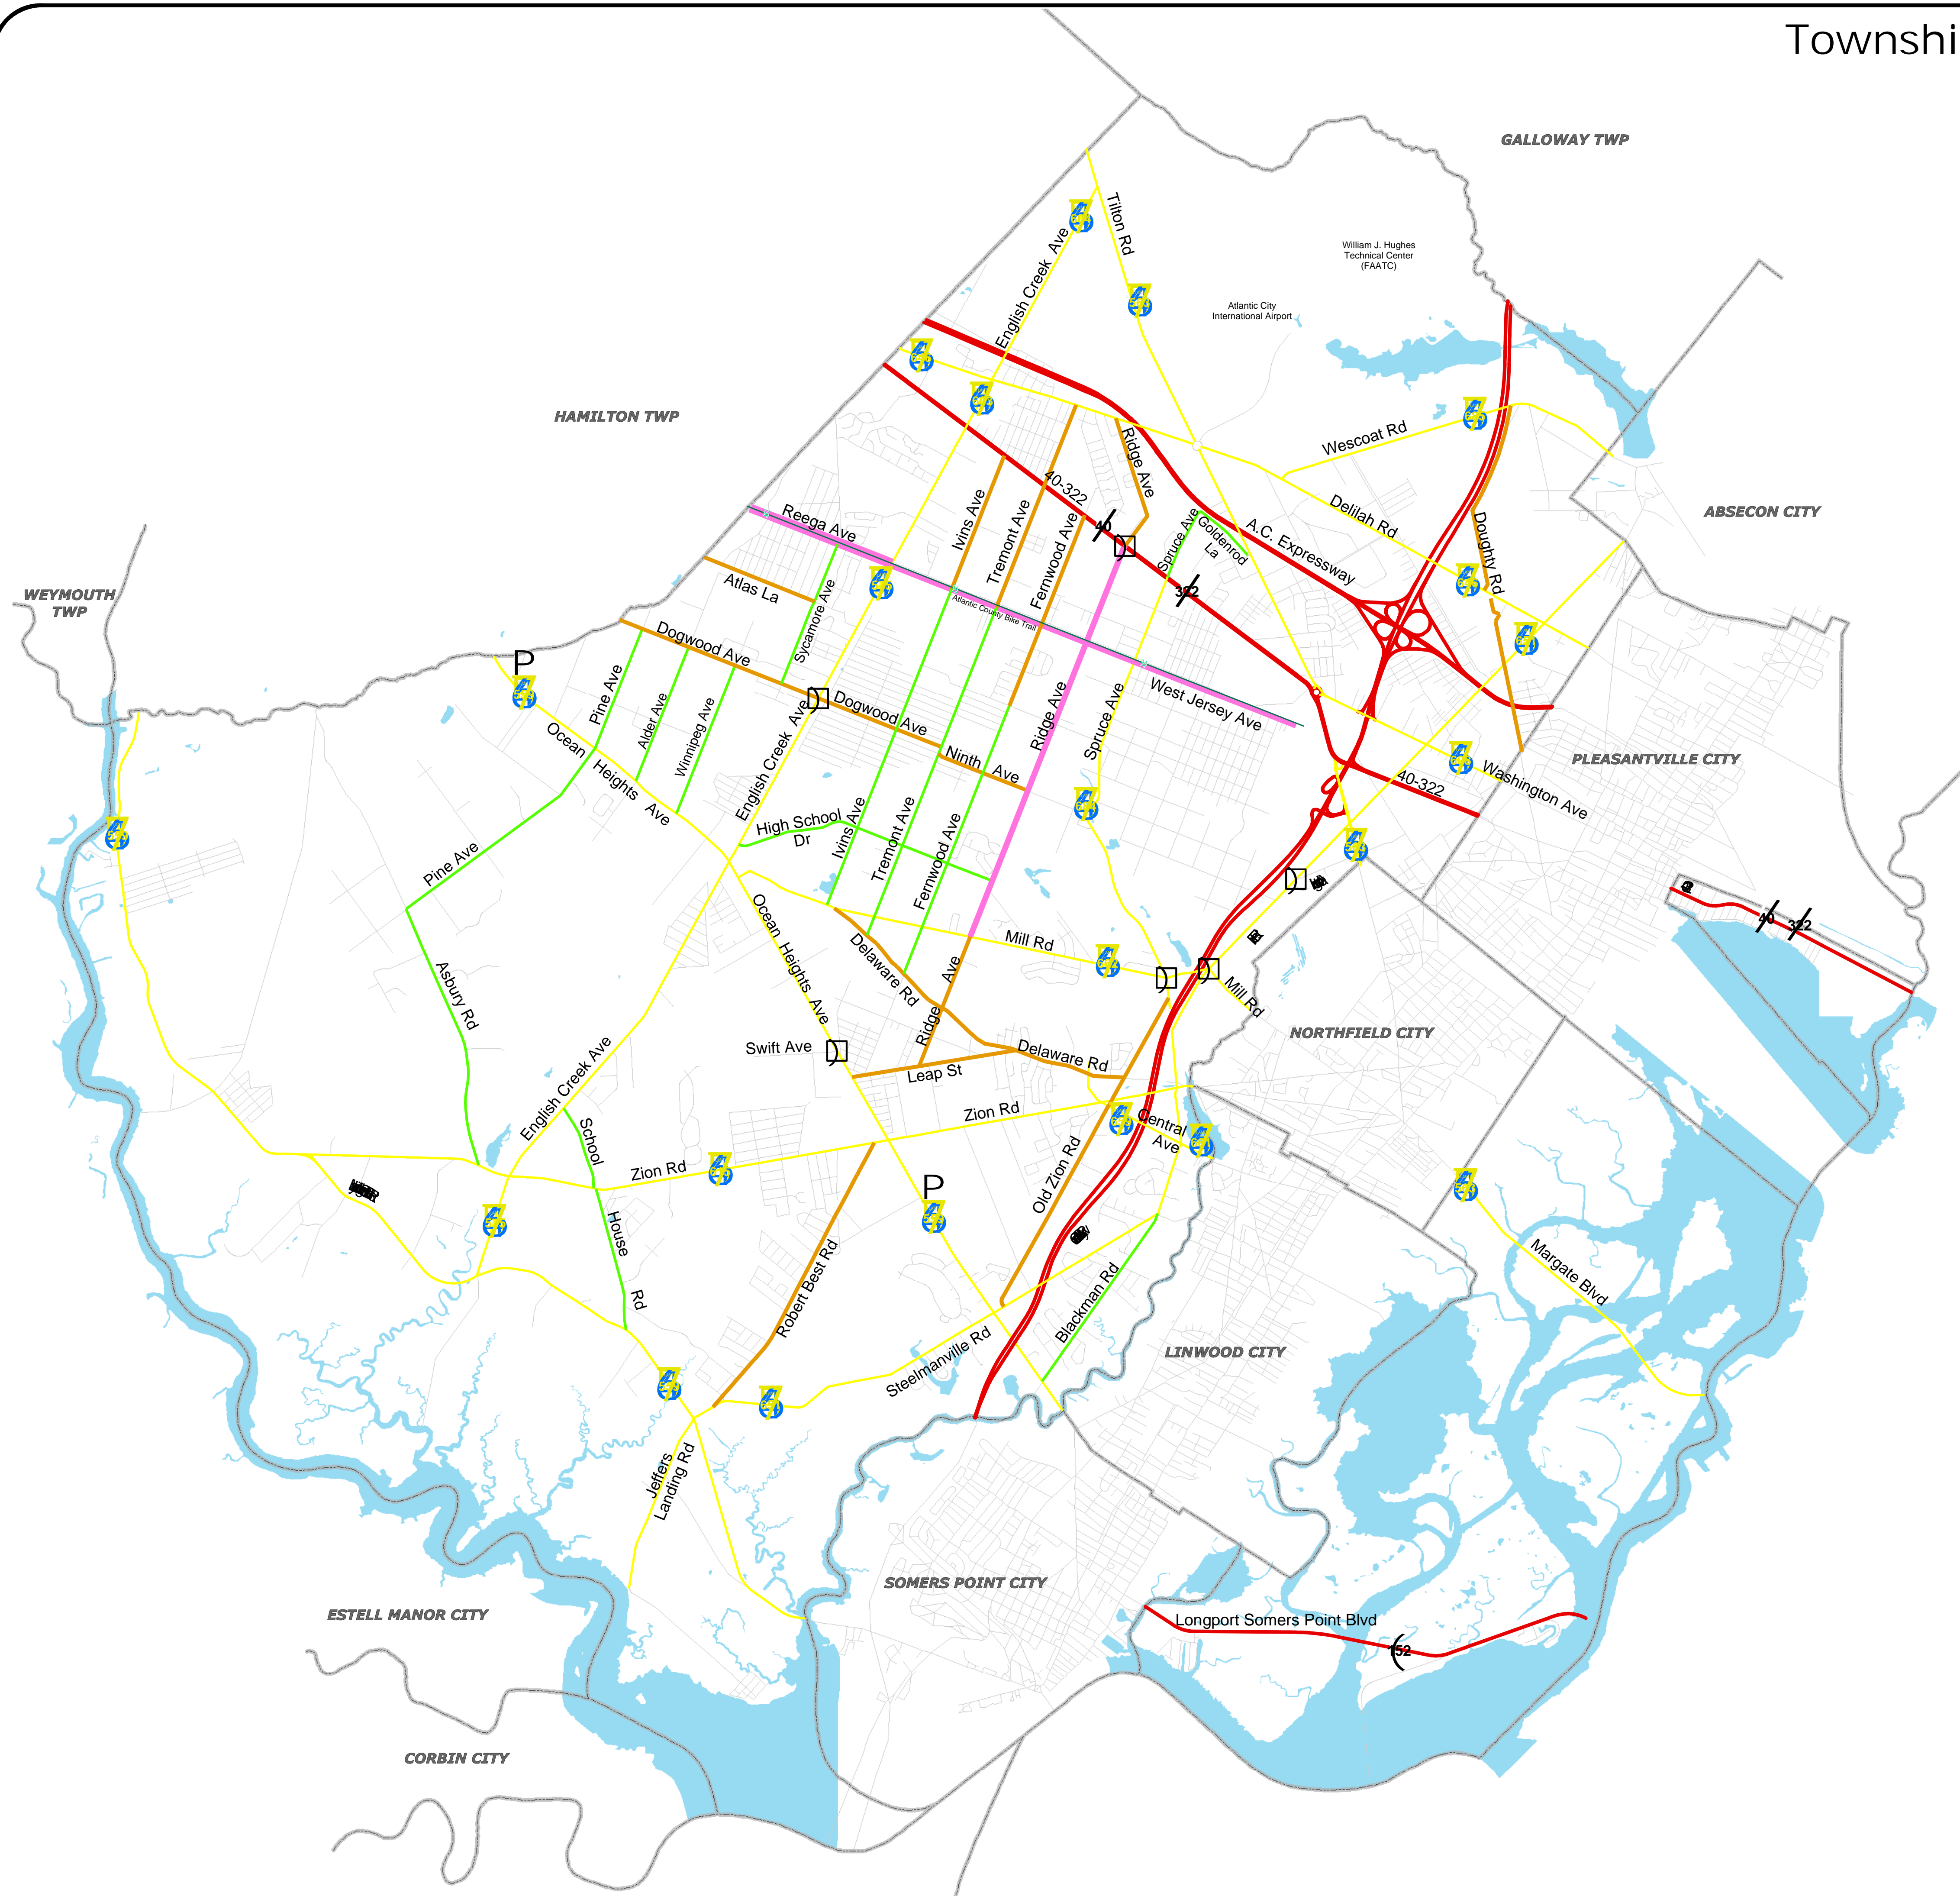 Townshi
GALLOWAY TWP
William J. Hughes
Technical Center
(FAATC)
Atlantic City
International Airport
Tilton Rd
English Creek Ave
HAMILTON TWP
Wescoat Rd
Ridge Ave
40-322
Delilah Rd
A.C. Expressway
ABSECON CITY
Reega Ave
Ivins Ave
Tremont Ave
Fernwood Ave
40
Spruce Ave
Goldenrod
La
Doughty Rd
322
WEYMOUTH
TWP
Atlas La
Sycamore Ave
Atlantic County Bike Trail
Dogwood Ave
P
Pine Ave
Alder Ave
Winnipeg Ave
English Creek Ave
Dogwood Ave
Ninth Ave
Ridge Ave
Spruce Ave
West Jersey Ave
PLEASANTVILLE CITY
Washington Ave
40-322
Ocean Heights Ave
High School
Dr
Ivins Ave
Tremont Ave
Fernwood Ave
Pine Ave
40
322
Asbury Rd
Ocean Heights Ave
Delaware Rd
Mill Rd
Mill Rd
Ridge Ave
NORTHFIELD CITY
Swift Ave
Leap St
Delaware Rd
English Creek Ave
Zion Rd
Central
Ave
School House Rd
Zion Rd
Old Zion Rd
P
Robert Best Rd
Blackman Rd
Margate Blvd
Steelmanville Rd
LINWOOD CITY
Jeffers
Landing Rd
SOMERS POINT CITY
ESTELL MANOR CITY
Longport Somers Point Blvd
152
CORBIN CITY